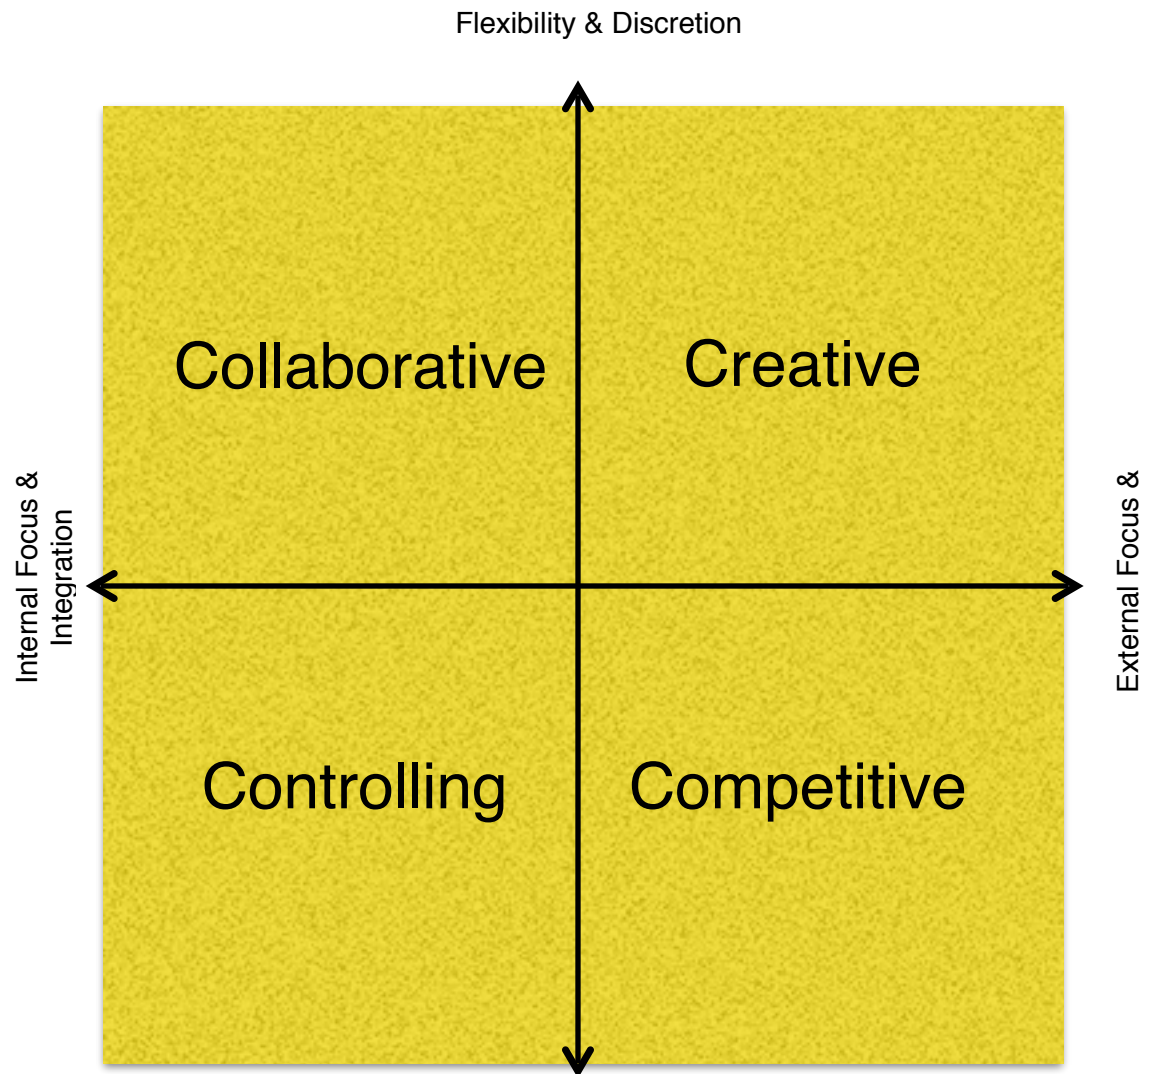 Flexibility & Discretion
Collaborative
Creative
Internal Focus &
Integration
External Focus &
Controlling
Competitive